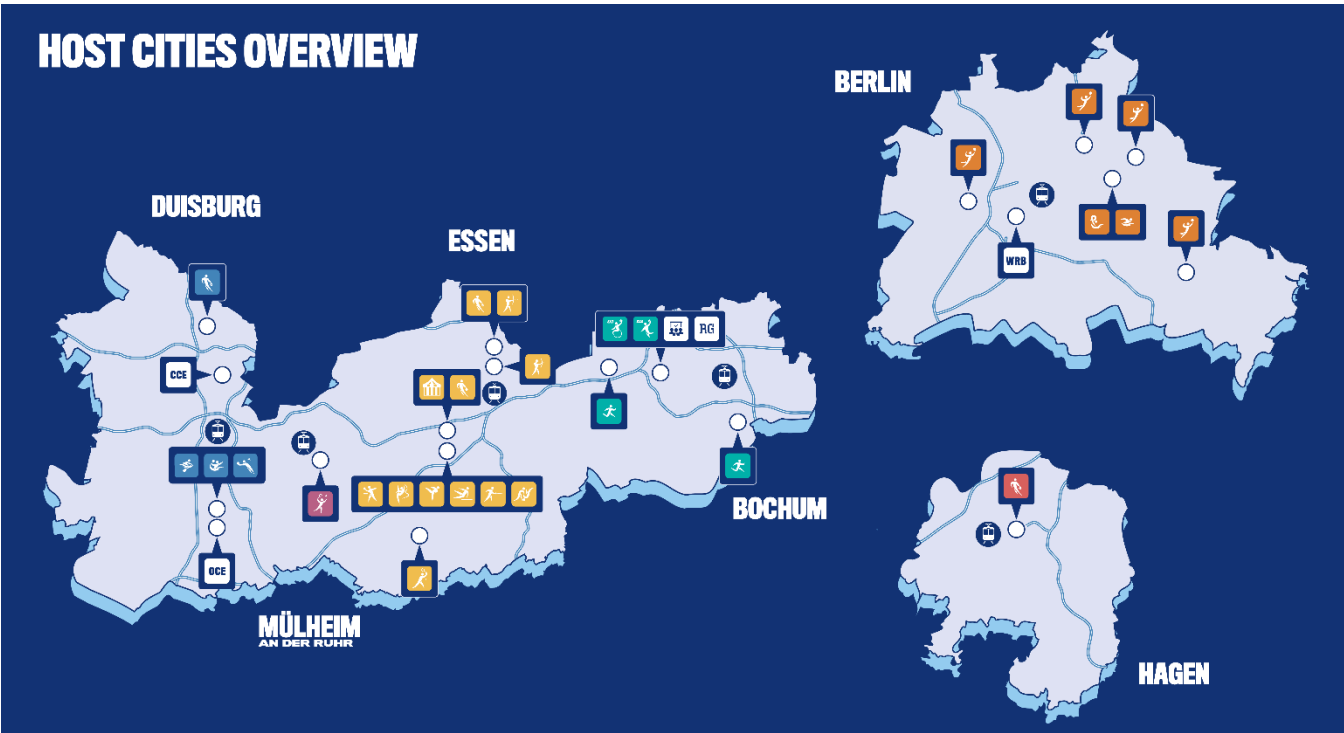 HOST CITIES OVERVIEW
BERLIN
DUISBURG
ESSEN
WRB
RG
CCE
OCE
BOCHUM
MÜLHEIM
AN DER RUHR
HAGEN